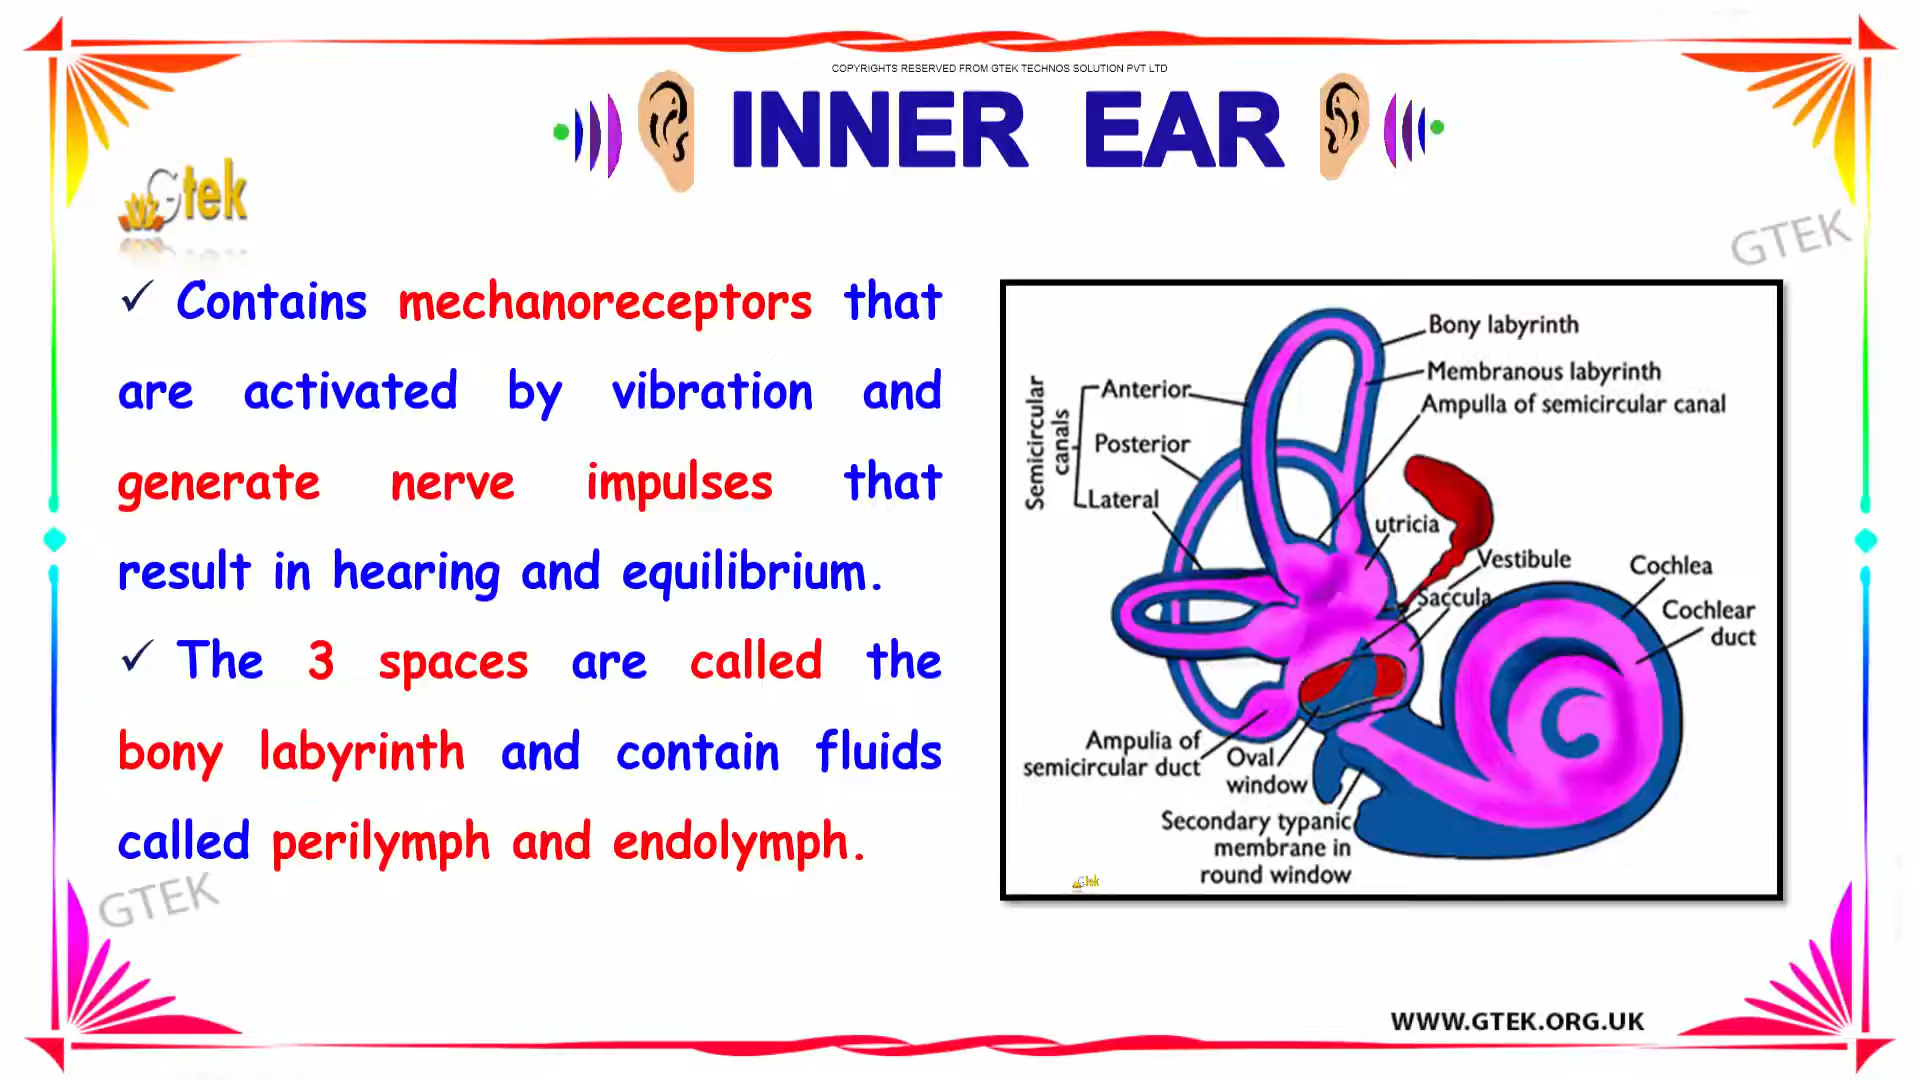 COPYRIGHTS RESERVED FROM GTEK TECHNOS SOLUTION PVT LTD
INNER EAR
Gtek
GTEK
✓ Contains mechanoreceptors that
are activated by vibration and
generate nerve impulses that
result in hearing and equilibrium.
✓ The 3 spaces are called the
bony labyrinth and contain fluids
called perilymph and endolymph.
Bony labyrinth
Membranous labyrinth
Ampulla of semicircular canal
Semicircular
canals
Anterior
Posterior
Lateral
utricia
Vestibule
Saccula
Cochlea
Cochlear
duct
Ampulia of
semicircular duct
Oval
window
Secondary typanic
membrane in
round window
Gtek
GTEK
WWW.GTEK.ORG.UK